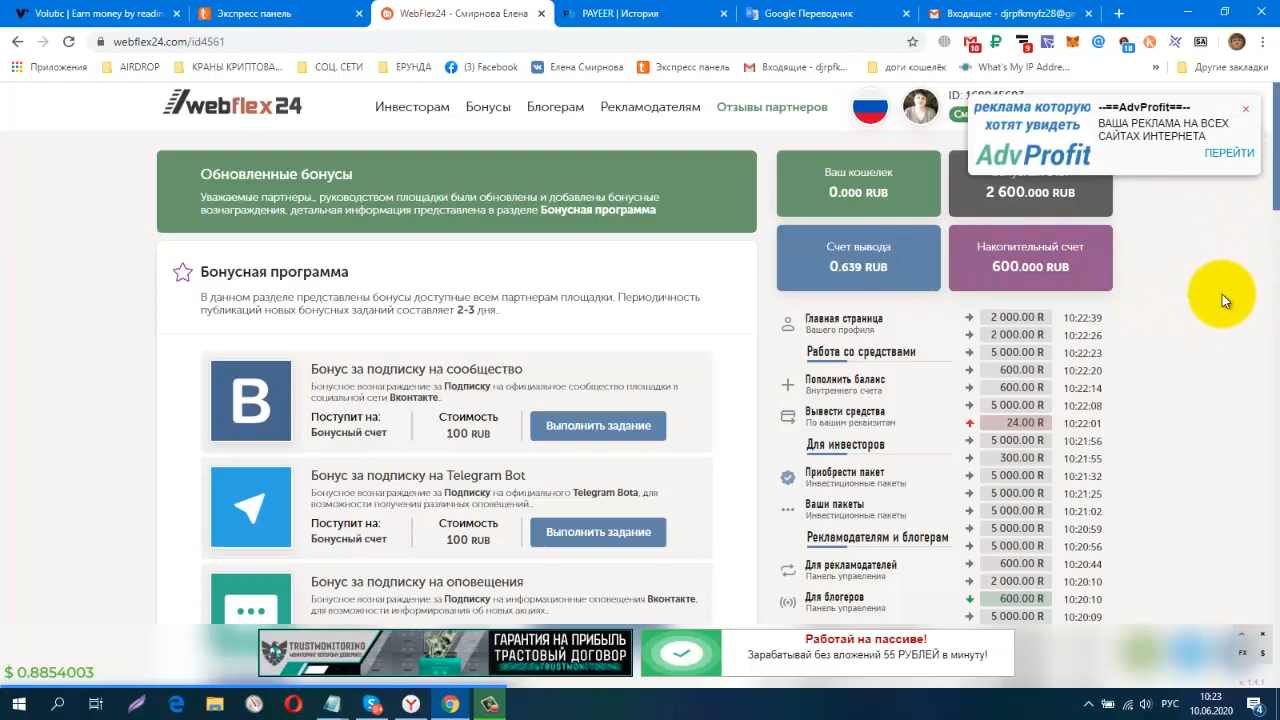 Volutic | Earn money by readin
Экспресс панель
WebFlex24 - Смирнова Елена
PAYEER | История
Google Переводчик
Входящие - djrpfkmyfz28@gm
webflex24.com/id4561
Приложения
AIRDROP
КРАНЫ КРИПТОВА...
СОЦ. СЕТИ
ЕРУНДА
(3) Facebook
Елена Смирнова
Экспресс панель
Входящие - djrpfk...
доги кошелёк
What's My IP Addre...
»
Другие закладки
webflex24
Инвесторам
Бонусы
Блогерам
Рекламодателям
Отзывы партнеров
реклама которую
хотят увидеть
AdvProfit
--==AdvProfit==--
ВАША РЕКЛАМА НА ВСЕХ
САЙТАХ ИНТЕРНЕТА
ПЕРЕЙТИ
Обновленные бонусы
Уважаемые партнеры,, руководством площадки были обновлены и добавлены бонусные
вознаграждения, детальная информация представлена в разделе Бонусная программа
Ваш кошелек
0.000 RUB
2 600.000 RUB
Счет вывода
0.639 RUB
Накопительный счет
600.000 RUB
Бонусная программа
В данном разделе представлены бонусы доступные всем партнерам площадки. Периодичность
публикаций новых бонусных заданий составляет 2-3 дня..
Бонус за подписку на сообщество
Бонусное вознаграждение за Подписку на официальное сообщество площадки в
социальной сети Вконтакте..
Поступит на:
Бонусный счет
Стоимость
100 RUB
Выполнить задание
Бонус за подписку на Telegram Bot
Бонусное вознаграждение за Подписку на официального Telegram Bota, для
возможности получения различных оповещений..
Поступит на:
Бонусный счет
Стоимость
100 RUB
Выполнить задание
Бонус за подписку на оповещения
Бонусное вознаграждение за Подписку на информационные оповещения Вконтакте,
для возможности информирования об новых акциях..
Главная страница
Вашего профиля
Работа со средствами
Пополнить баланс
Внутреннего счета
Вывести средства
По вашим реквизитам
Для инвесторов
Приобрести пакет
Инвестиционные пакеты
Ваши пакеты
Инвестиционные пакеты
Рекламодателям и блогерам
Для рекламодателей
Панель управления
Для блогеров
Панель управления
2 000.00 R 10:22:39
2 000.00 R 10:22:26
5 000.00 R 10:22:23
600.00 R 10:22:20
600.00 R 10:22:14
5 000.00 R 10:22:08
24.00 R 10:22:01
5 000.00 R 10:21:56
300.00 R 10:21:55
5 000.00 R 10:21:32
5 000.00 R 10:21:25
5 000.00 R 10:21:02
5 000.00 R 10:20:59
5 000.00 R 10:20:56
600.00 R 10:20:44
2 000.00 R 10:20:10
600.00 R 10:20:10
5 000.00 R 10:20:09
TRUSTMONITORING
ГАРАНТИЯ НА ПРИБЫЛЬ
ТРАСТОВЫЙ ДОГОВОР
Работай на пассиве!
Зарабатывай без вложений 55 РУБЛЕЙ в минуту!
$ 0.8854003
v. 1.4.1
РУС
10:23
10.06.2020